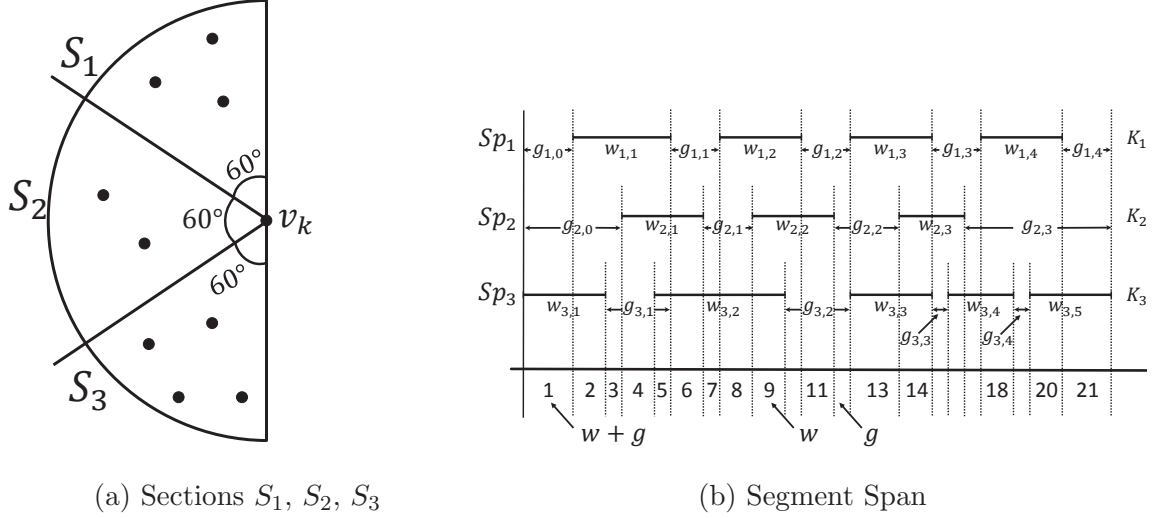 S₁
60°
S₂
60°
v_k
60°
S₃
(a) Sections S₁, S₂, S₃
Sp₁ g₁,₀ w₁,₁ g₁,₁ w₁,₂ g₁,₂ w₁,₃ g₁,₃ w₁,₄ g₁,₄ K₁
Sp₂ g₂,₀ w₂,₁ g₂,₁ w₂,₂ g₂,₂ w₂,₃ g₂,₃ K₂
Sp₃ w₃,₁ g₃,₁ w₃,₂ g₃,₂ w₃,₃ w₃,₄ w₃,₅ K₃
g₃,₃ g₃,₄
1 2 3 4 5 6 7 8 9 11 13 14 18 20 21
w + g w g
(b) Segment Span